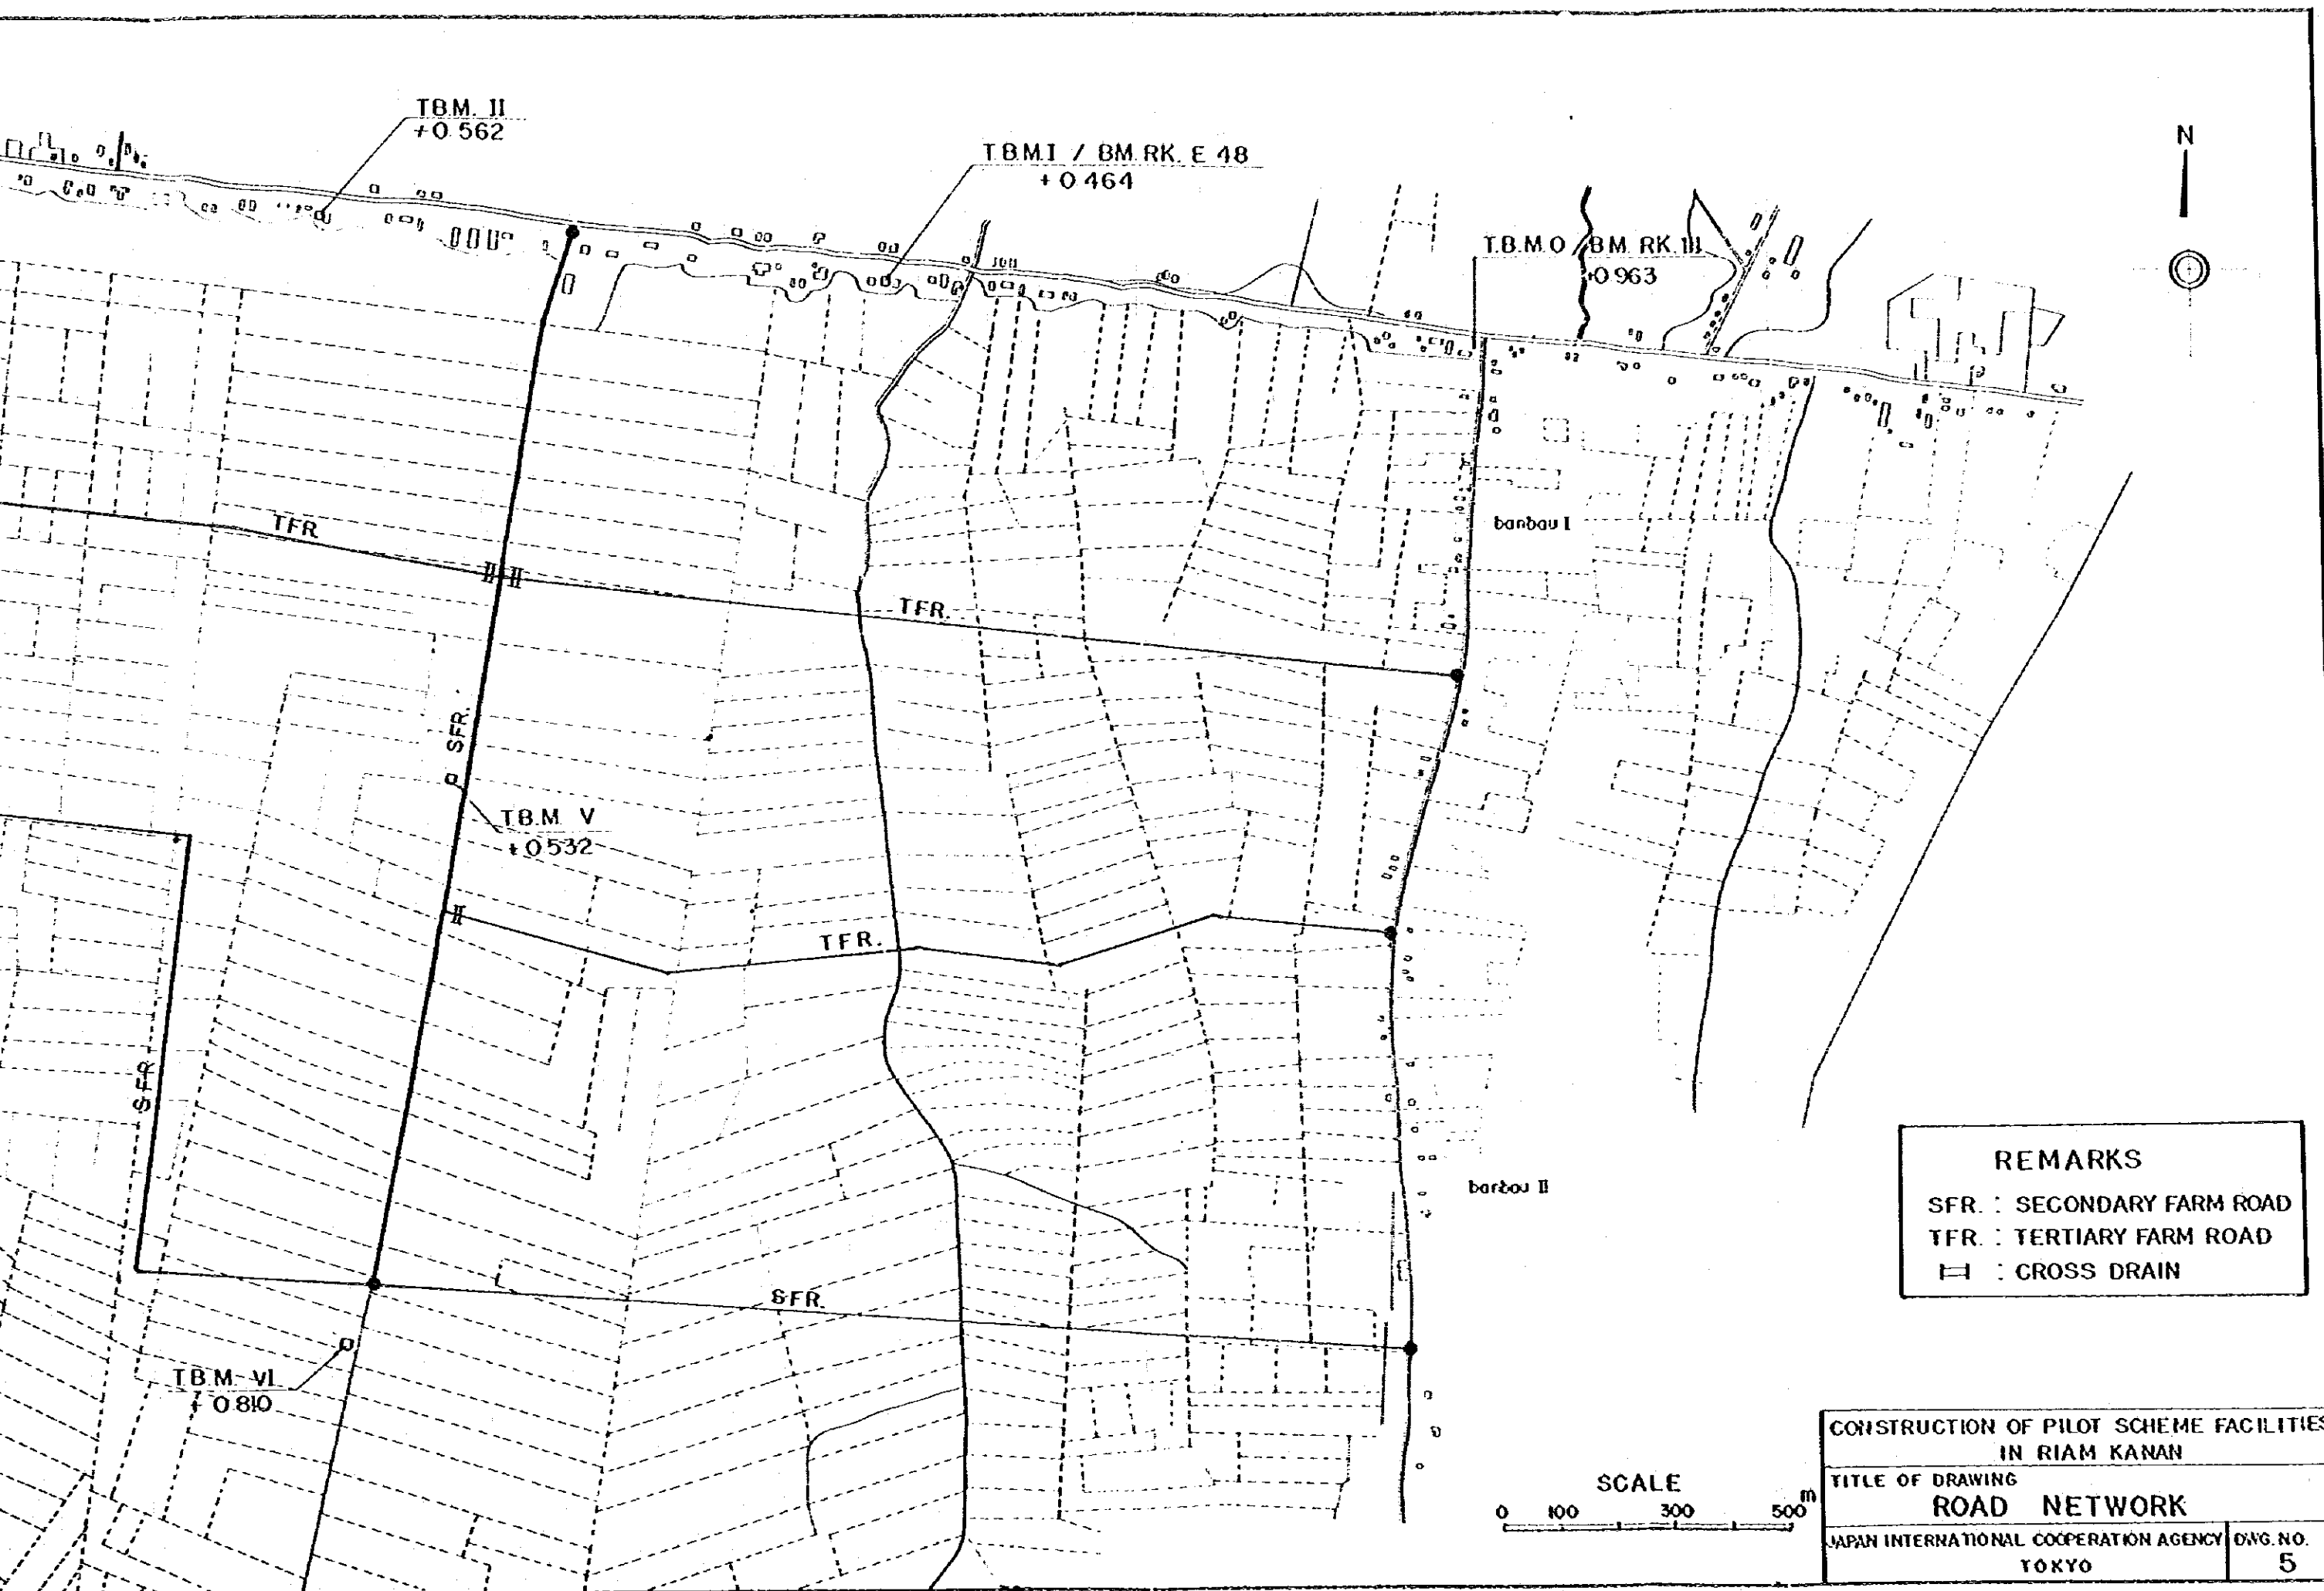 T.B.M. II
+0.562
T.B.M.I / BM.RK. E 48
+0.464
N
T.B.M.O / BM. RK. III
+0.963
banbau I
TFR.
TFR.
SFR.
T.B.M. V
+0.532
TFR.
SFR
banbau II
SFR.
T.B.M. VI
+0.810
REMARKS
SFR. : SECONDARY FARM ROAD
TFR. : TERTIARY FARM ROAD
: CROSS DRAIN
SCALE
0 100 300 500 m
CONSTRUCTION OF PILOT SCHEME FACILITIES
IN RIAM KANAN
TITLE OF DRAWING
ROAD NETWORK
JAPAN INTERNATIONAL COOPERATION AGENCY
TOKYO
DWG. NO.
5